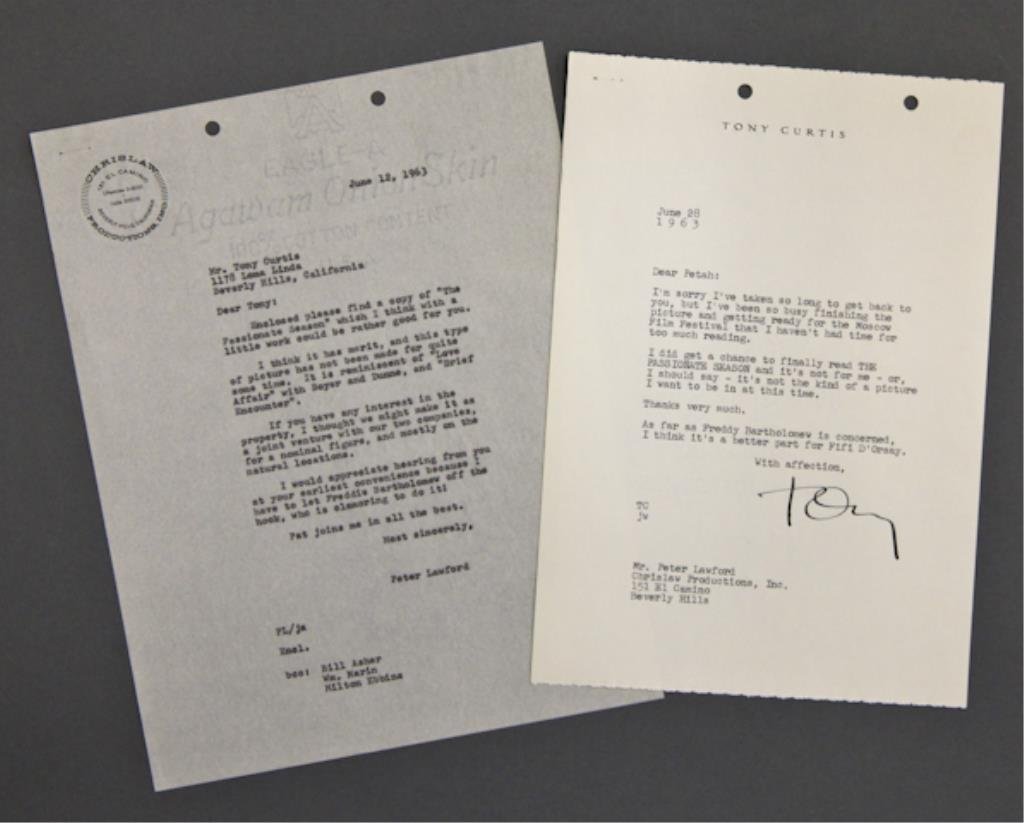 CHRISLAW
151 EL CAMINO
PRODUCTIONS, INC.
EAGLE-A
Agawam Onion Skin
100% COTTON CONTENT
June 12, 1963
Mr. Tony Curtis
1178 Loma Linda
Beverly Hills, California
Dear Tony:
Enclosed please find a copy of "The
Passionate Season" which I think with a
little work could be rather good for you.
I think it has merit, and this type
of picture has not been made for quite
some time. It is reminiscent of "Love
Affair" with Boyer and Dunne, and "Brief
Encounter".
If you have any interest in the
property, I thought we might make it as
a joint venture with our two companies,
for a nominal figure, and mostly on the
natural locations.
I would appreciate hearing from you
at your earliest convenience because I
have to let Freddie Bartholomew off the
hook, who is clamoring to do it!
Pat joins me in all the best.
Most sincerely,
Peter Lawford
PL/ja
Encl.
bcc: Bill Asher
Wm. Marin
Milton Ebbins
TONY CURTIS
June 28
1963
Dear Petah:
I'm sorry I've taken so long to get back to
you, but I've been so busy finishing the
picture and getting ready for the Moscow
Film Festival that I haven't had time for
too much reading.
I did get a chance to finally read THE
PASSIONATE SEASON and it's not for me - or,
I should say - it's not the kind of a picture
I want to be in at this time.
Thanks very much.
As far as Freddy Bartholomew is concerned,
I think it's a better part for Fifi D'Orsay.
With affection,
Tony
TC
jw
Mr. Peter Lawford
Chrislaw Productions, Inc.
151 El Camino
Beverly Hills